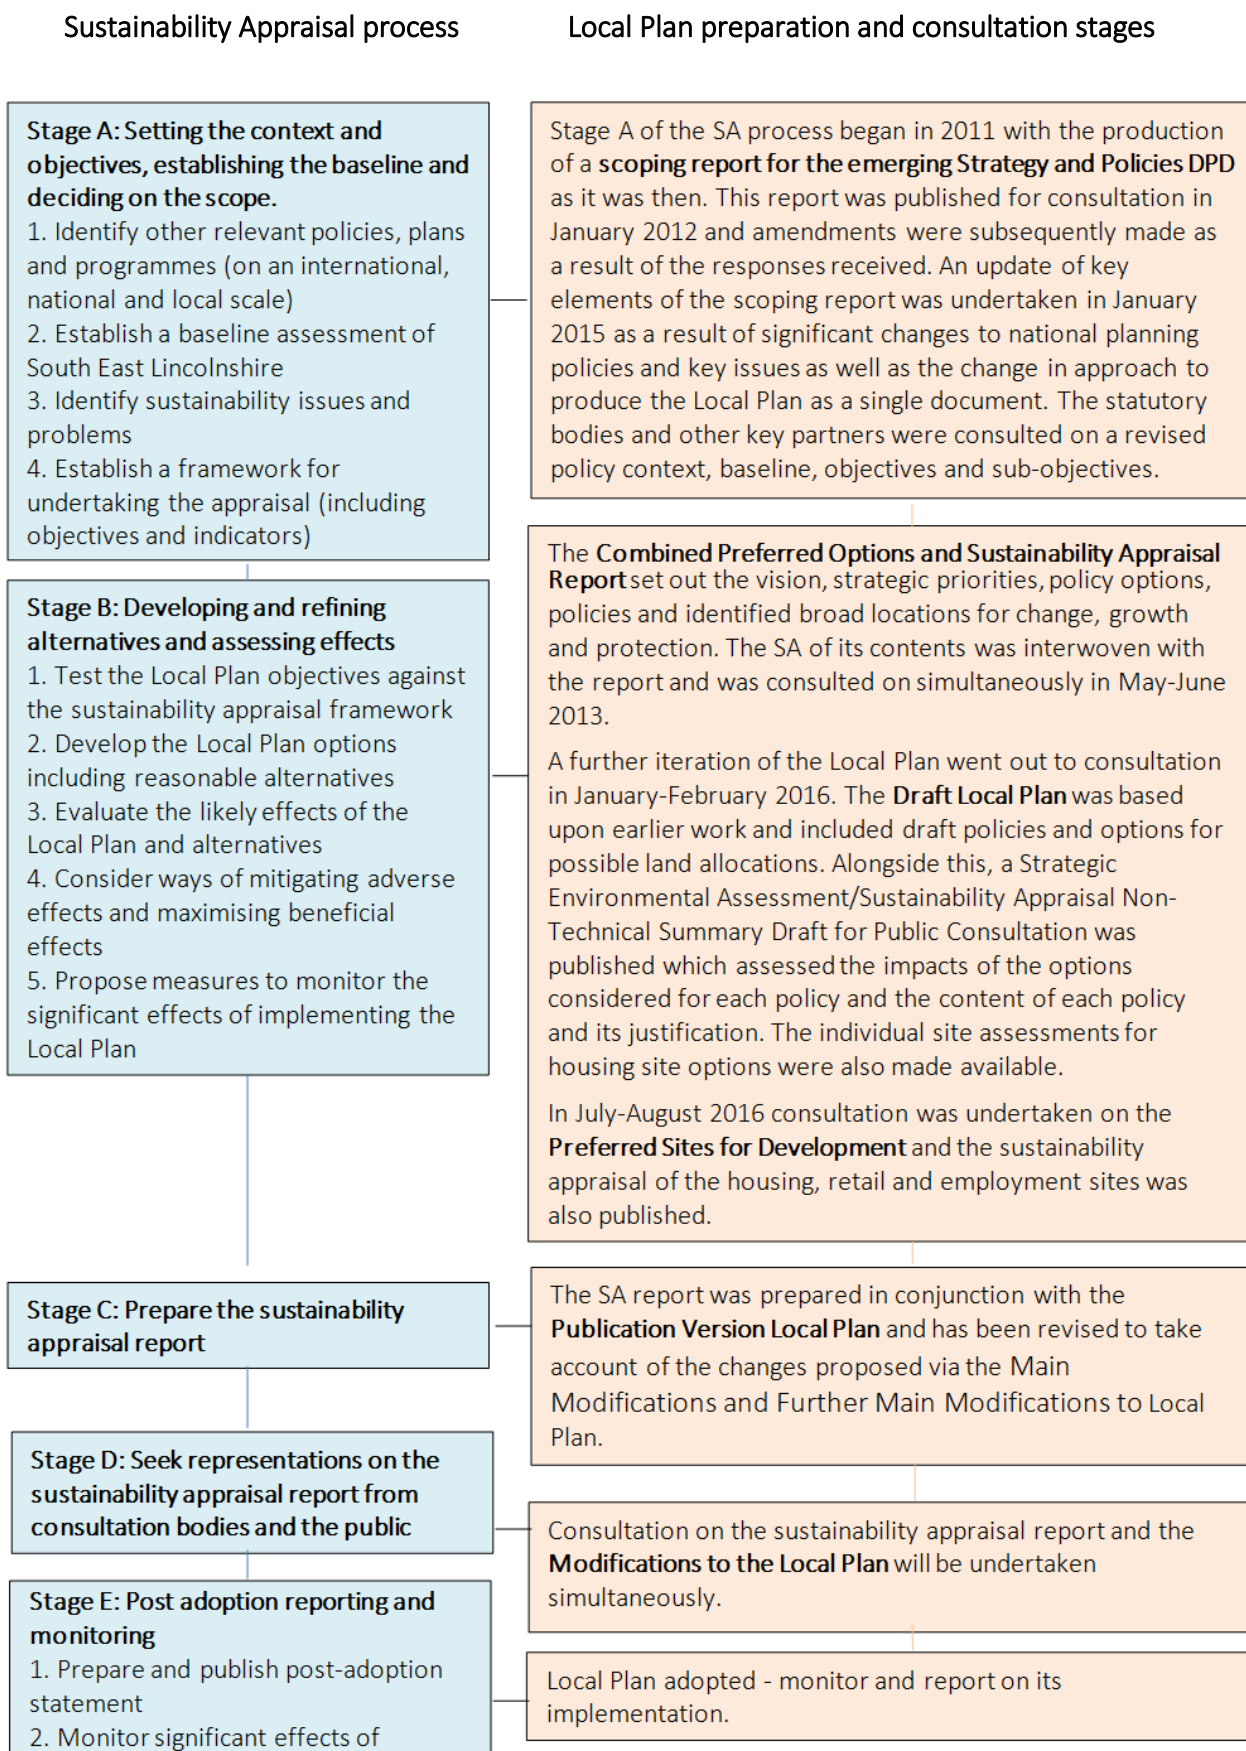 Sustainability Appraisal process
Local Plan preparation and consultation stages
Stage A: Setting the context and
objectives, establishing the baseline and
deciding on the scope.
1. Identify other relevant policies, plans
and programmes (on an international,
national and local scale)
2. Establish a baseline assessment of
South East Lincolnshire
3. Identify sustainability issues and
problems
4. Establish a framework for
undertaking the appraisal (including
objectives and indicators)
Stage A of the SA process began in 2011 with the production
of a scoping report for the emerging Strategy and Policies DPD
as it was then. This report was published for consultation in
January 2012 and amendments were subsequently made as
a result of the responses received. An update of key
elements of the scoping report was undertaken in January
2015 as a result of significant changes to national planning
policies and key issues as well as the change in approach to
produce the Local Plan as a single document. The statutory
bodies and other key partners were consulted on a revised
policy context, baseline, objectives and sub-objectives.
Stage B: Developing and refining
alternatives and assessing effects
1. Test the Local Plan objectives against
the sustainability appraisal framework
2. Develop the Local Plan options
including reasonable alternatives
3. Evaluate the likely effects of the
Local Plan and alternatives
4. Consider ways of mitigating adverse
effects and maximising beneficial
effects
5. Propose measures to monitor the
significant effects of implementing the
Local Plan
The Combined Preferred Options and Sustainability Appraisal
Report set out the vision, strategic priorities, policy options,
policies and identified broad locations for change, growth
and protection. The SA of its contents was interwoven with
the report and was consulted on simultaneously in May-June
2013.
A further iteration of the Local Plan went out to consultation
in January-February 2016. The Draft Local Plan was based
upon earlier work and included draft policies and options for
possible land allocations. Alongside this, a Strategic
Environmental Assessment/Sustainability Appraisal Non-
Technical Summary Draft for Public Consultation was
published which assessed the impacts of the options
considered for each policy and the content of each policy
and its justification. The individual site assessments for
housing site options were also made available.
In July-August 2016 consultation was undertaken on the
Preferred Sites for Development and the sustainability
appraisal of the housing, retail and employment sites was
also published.
Stage C: Prepare the sustainability
appraisal report
The SA report was prepared in conjunction with the
Publication Version Local Plan and has been revised to take
account of the changes proposed via the Main
Modifications and Further Main Modifications to Local
Plan.
Stage D: Seek representations on the
sustainability appraisal report from
consultation bodies and the public
Consultation on the sustainability appraisal report and the
Modifications to the Local Plan will be undertaken
simultaneously.
Stage E: Post adoption reporting and
monitoring
1. Prepare and publish post-adoption
statement
2. Monitor significant effects of
Local Plan adopted - monitor and report on its
implementation.